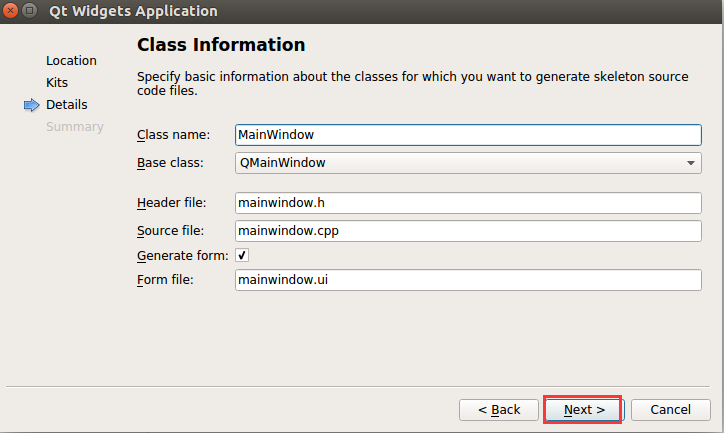 Qt Widgets Application
Location
Kits
Details
Summary
Class Information
Specify basic information about the classes for which you want to generate skeleton source
code files.
Class name: MainWindow
Base class: QMainWindow
Header file: mainwindow.h
Source file: mainwindow.cpp
Generate form:
Form file: mainwindow.ui
< Back Next > Cancel